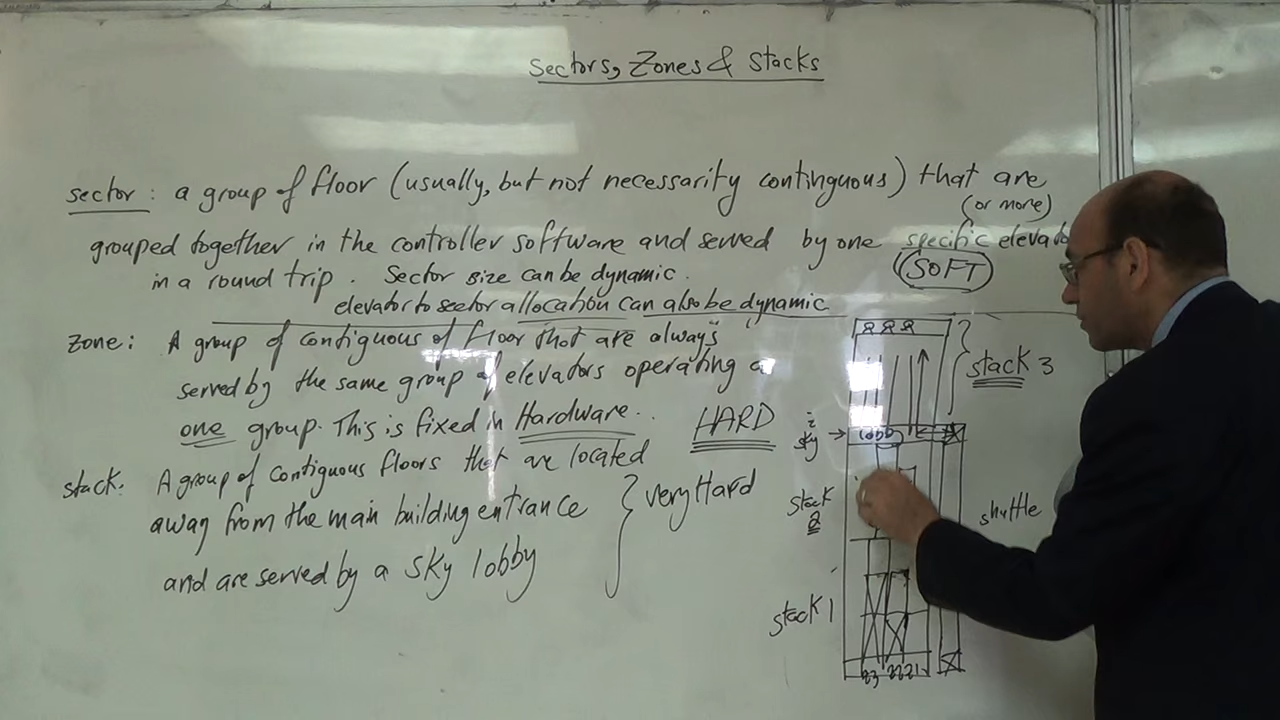 Sectors, Zones & Stacks
sector: a group of floor (usually, but not necessarity continguous) that are
(or more)
grouped together in the controller software and served by one specific elevato
in a round trip. Sector size can be dynamic.
(SOFT)
elevator to sector allocation can also be dynamic
Zone: A group of contiguous of floor that are "always"
served by the same group of elevators operating a
one group. This is fixed in Hardware.
HARD
stack: A group of contiguous floors that are located
away from the main building entrance
and are served by a sky lobby
very Hard
stack 3
sky
lobby
stack
2
shuttle
stack 1